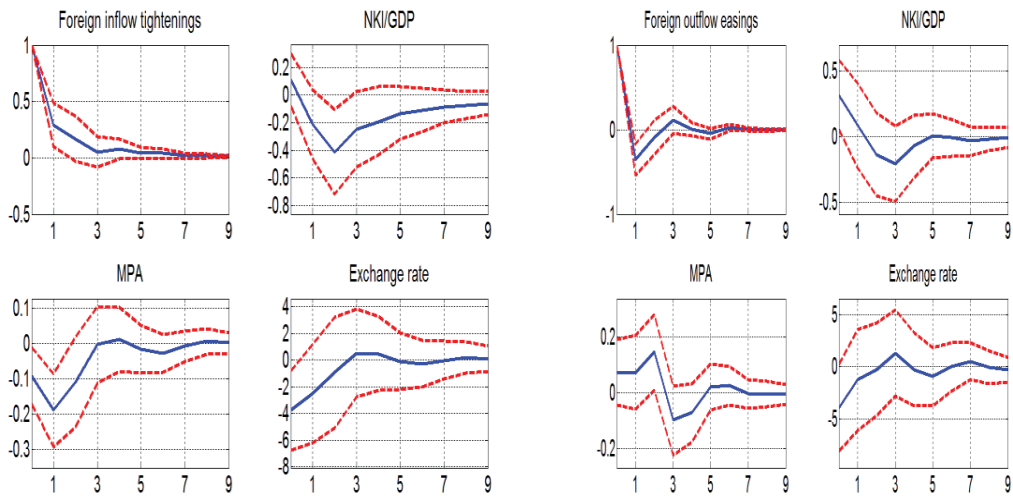 Foreign inflow tightenings
1
0.5
0
-0.5
1 3 5 7 9
NKI/GDP
0.2
0
-0.2
-0.4
-0.6
-0.8
1 3 5 7 9
Foreign outflow easings
1
0
-1
1 3 5 7 9
NKI/GDP
0.5
0
-0.5
1 3 5 7 9
MPA
0.1
0
-0.1
-0.2
-0.3
1 3 5 7 9
Exchange rate
4
2
0
-2
-4
-6
-8
1 3 5 7 9
MPA
0.2
0
0.2
1 3 5 7 9
Exchange rate
5
0
-5
1 3 5 7 9